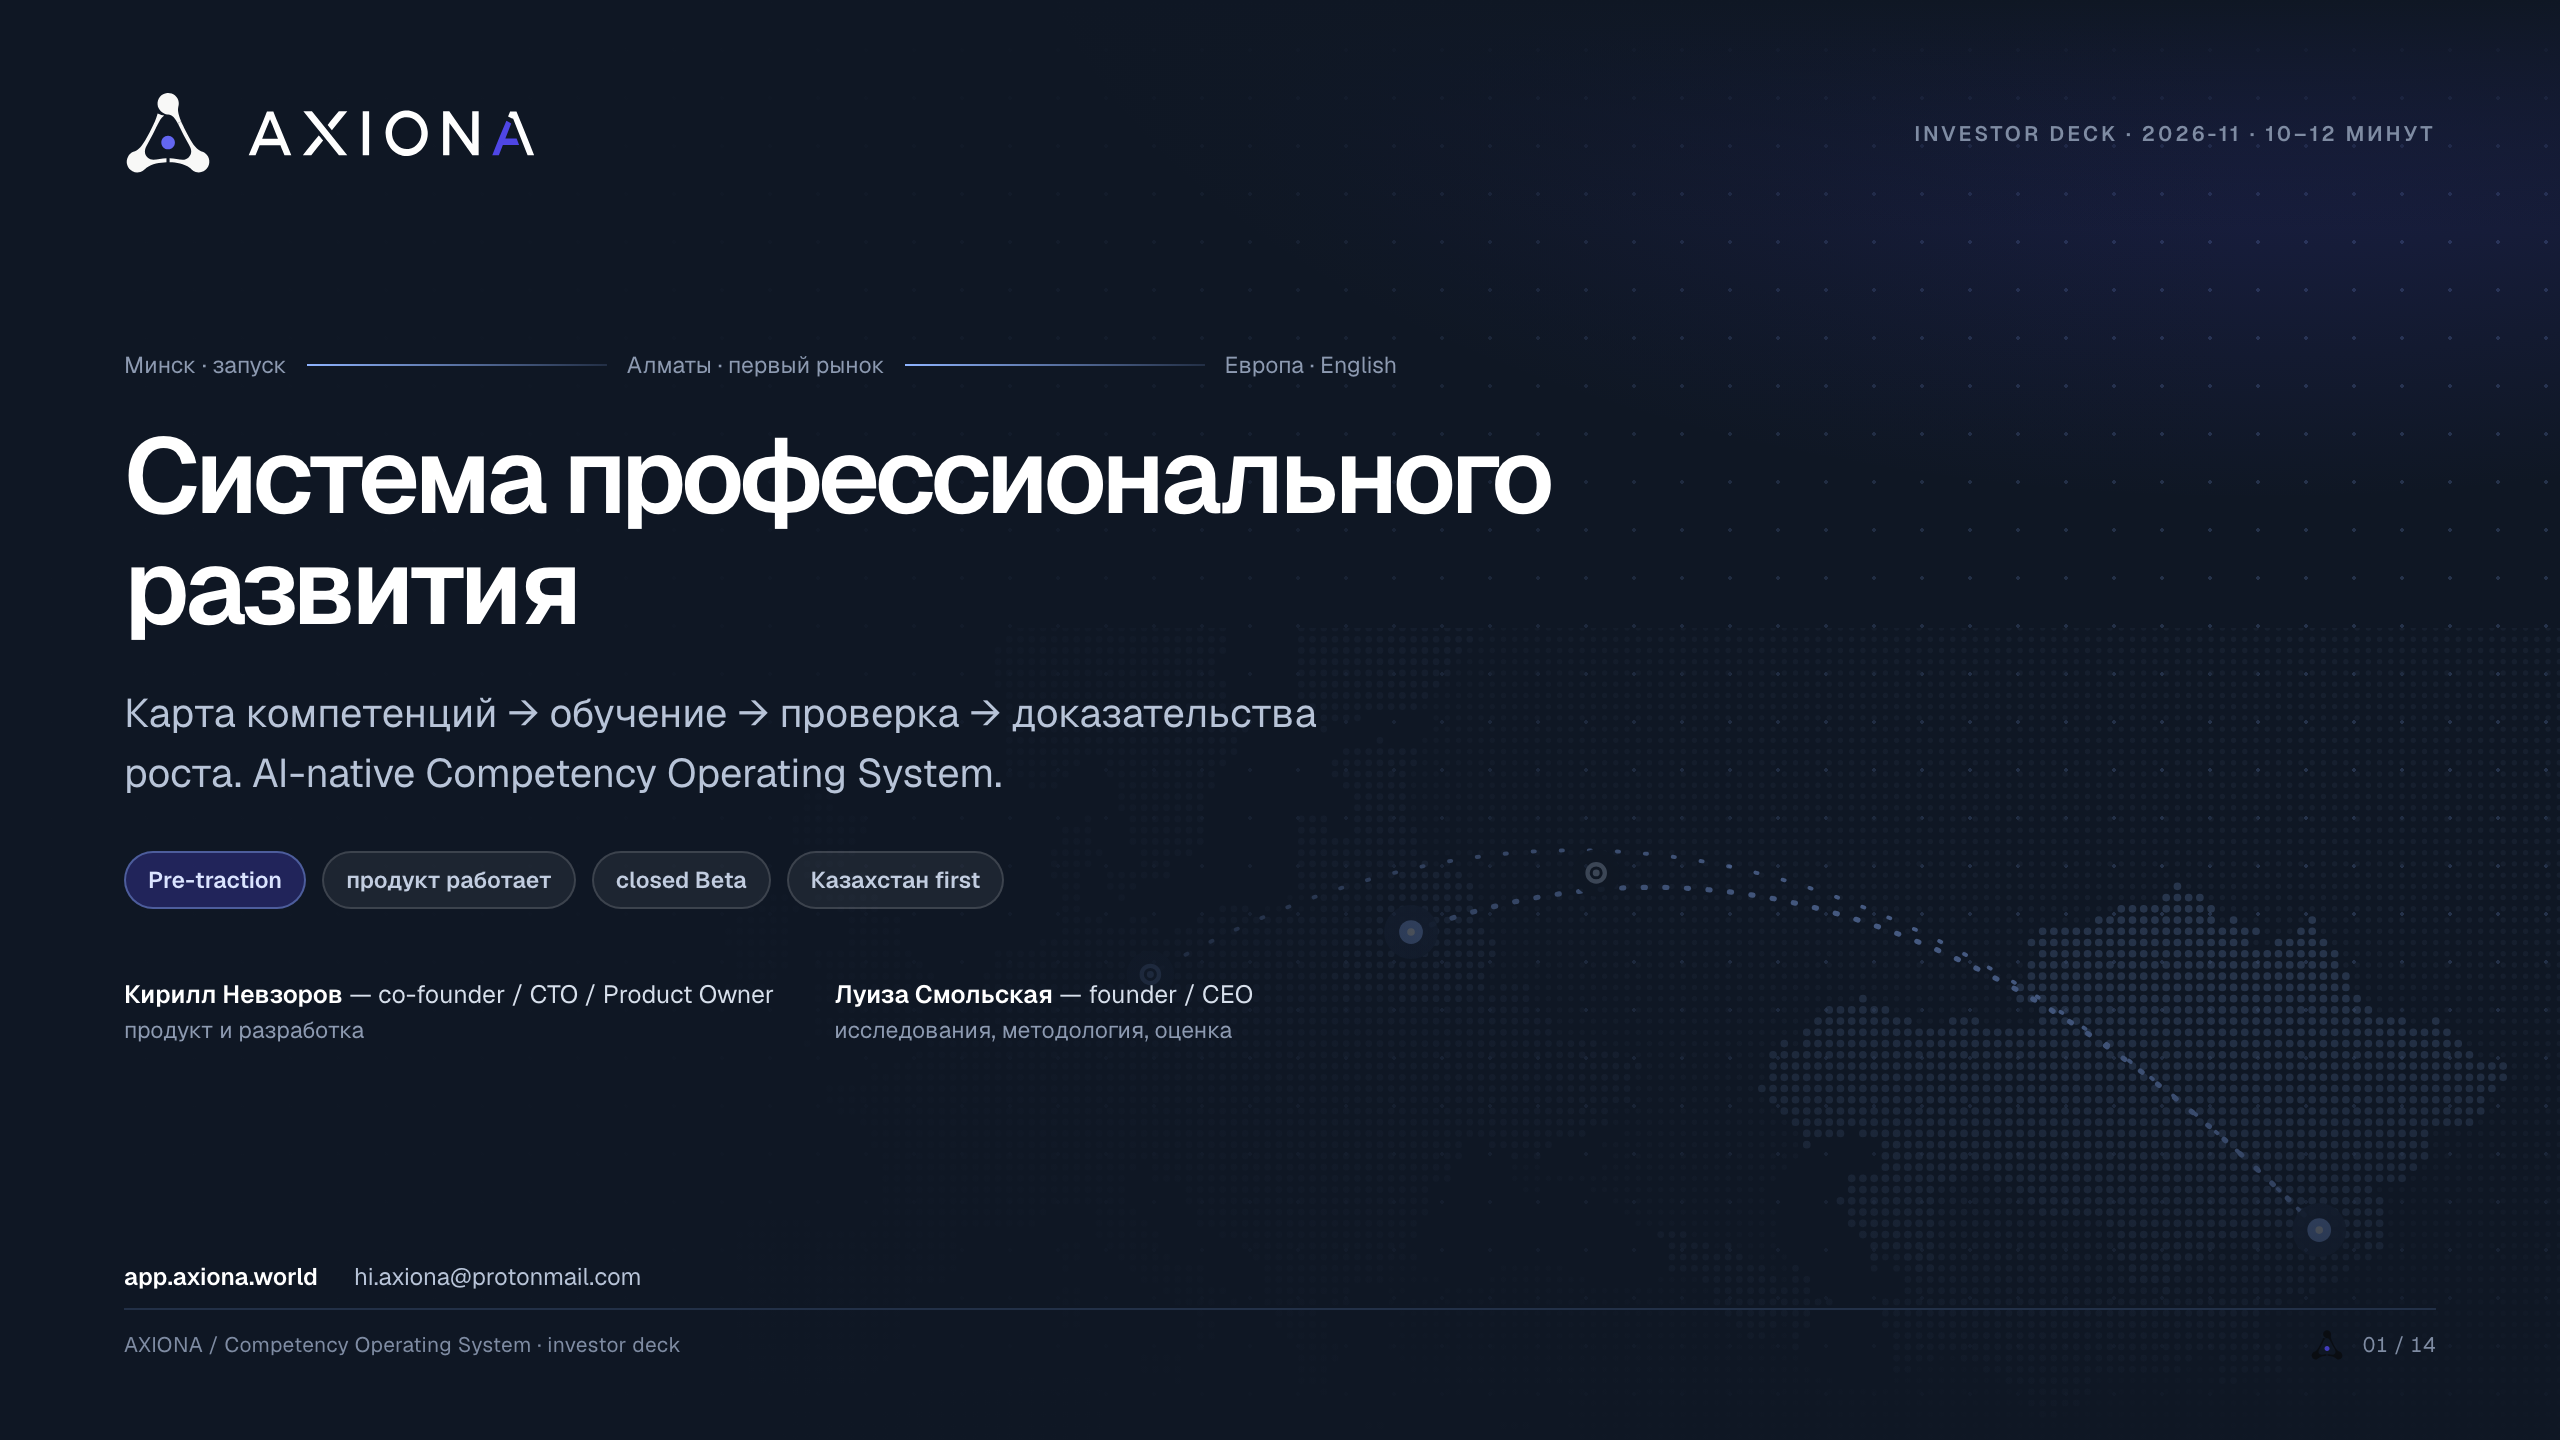 AXIONA
INVESTOR DECK · 2026-11 · 10–12 МИНУТ
Минск · запуск
Алматы · первый рынок
Европа · English
Система профессионального
развития
Карта компетенций → обучение → проверка → доказательства
роста. AI-native Competency Operating System.
Pre-traction
продукт работает
closed Beta
Казахстан first
Кирилл Невзоров — co-founder / CTO / Product Owner
продукт и разработка
Луиза Смольская — founder / CEO
исследования, методология, оценка
app.axiona.world
hi.axiona@protonmail.com
AXIONA / Competency Operating System · investor deck
01 / 14